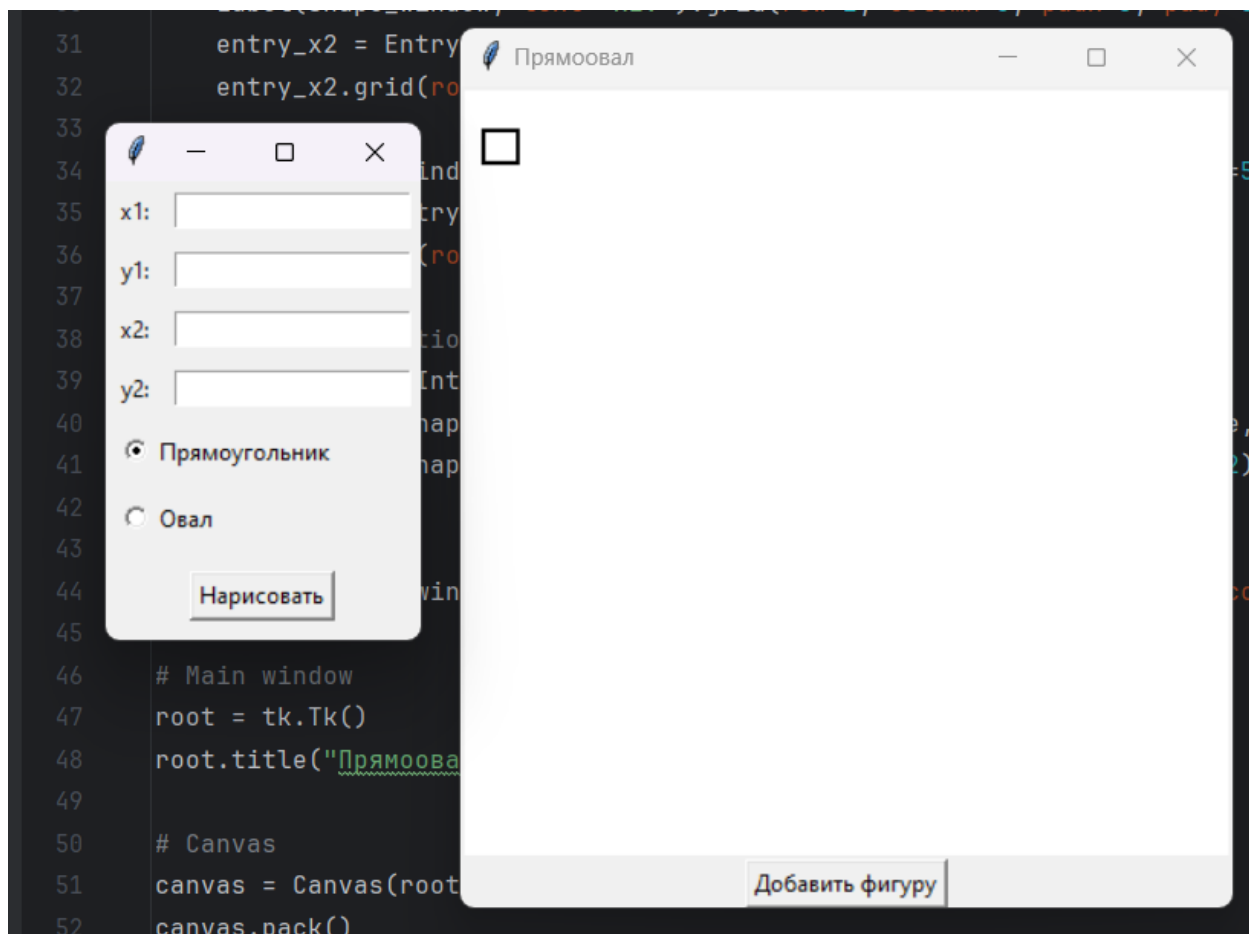 31 entry_x2 = Entry
32 entry_x2.grid(ro
33
34 ind =5
35 try
36 (ro
37
38 tio
39 Int
40 hap e,
41 hap 2)
42
43
44 win co
45
46 # Main window
47 root = tk.Tk()
48 root.title("Прямоова
49
50 # Canvas
51 canvas = Canvas(root
52 canvas.pack()
x1:
y1:
x2:
y2:
Прямоугольник
Овал
Нарисовать
Прямоовал
Добавить фигуру